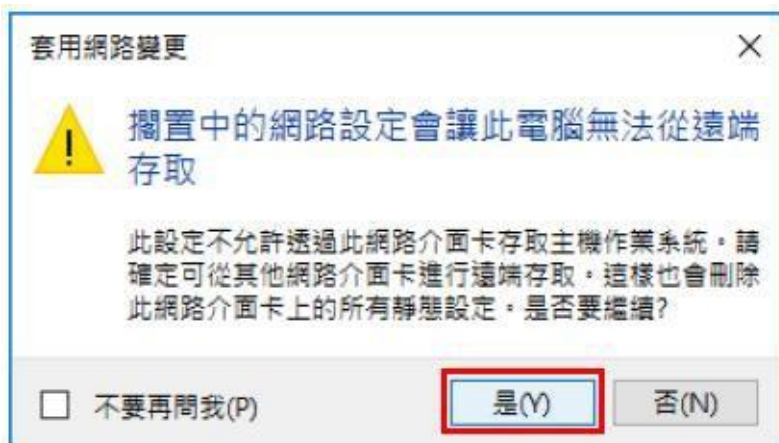 套用網路變更
擱置中的網路設定會讓此電腦無法從遠端
存取
此設定不允許透過此網路介面卡存取主機作業系統。請
確定可從其他網路介面卡進行遠端存取。這樣也會刪除
此網路介面卡上的所有靜態設定。是否要繼續?
不要再問我(P)
是(Y)
否(N)